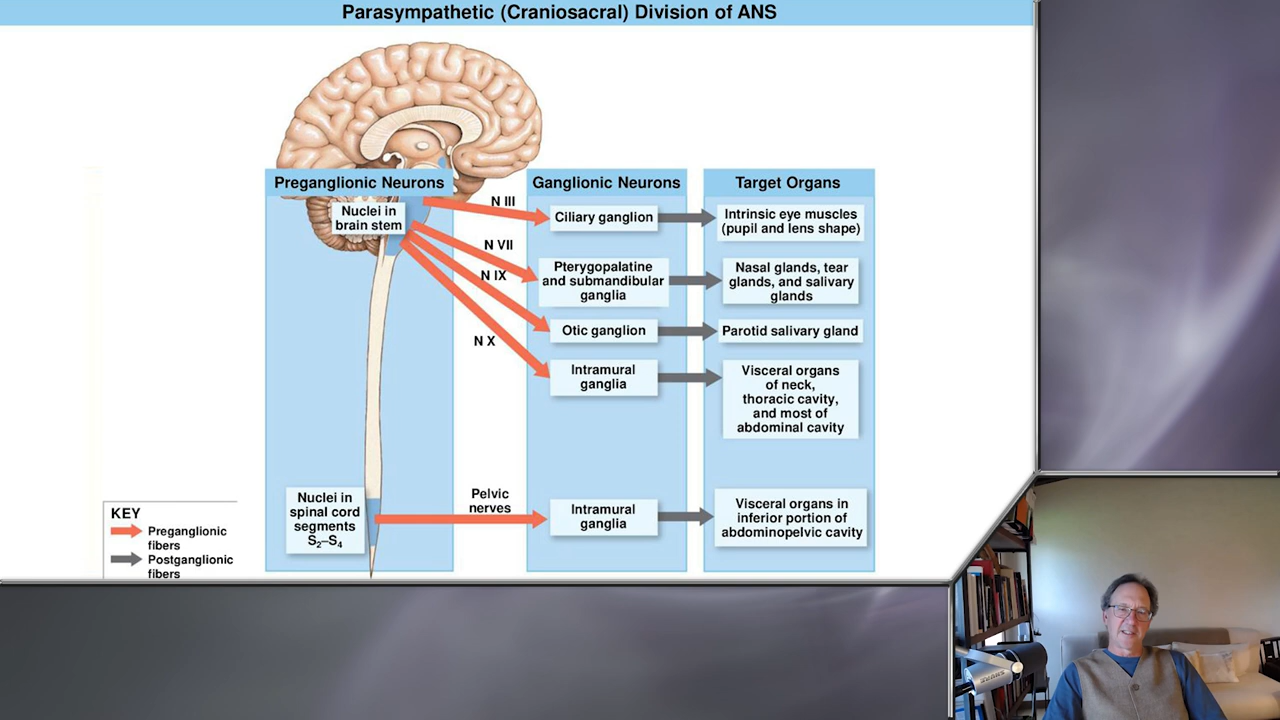 Parasympathetic (Craniosacral) Division of ANS
Preganglionic Neurons
Ganglionic Neurons
Target Organs
Nuclei in
brain stem
N III
Ciliary ganglion
Intrinsic eye muscles
(pupil and lens shape)
N VII
Pterygopalatine
and submandibular
ganglia
Nasal glands, tear
glands, and salivary
glands
N IX
Otic ganglion
Parotid salivary gland
N X
Intramural
ganglia
Visceral organs
of neck,
thoracic cavity,
and most of
abdominal cavity
Nuclei in
spinal cord
segments
S₂–S₄
Pelvic
nerves
Intramural
ganglia
Visceral organs in
inferior portion of
abdominopelvic cavity
KEY
Preganglionic
fibers
Postganglionic
fibers